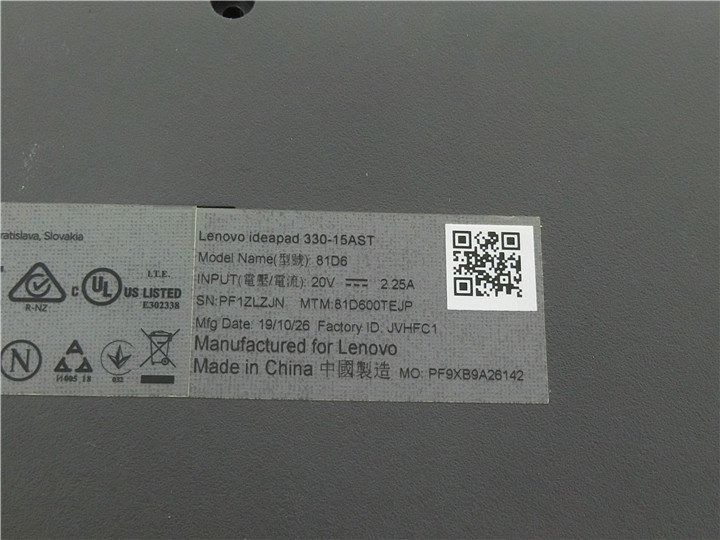 ratislava, Slovakia
R-NZ
C UL US LISTED
I.T.E.
E302338
N
032
Lenovo ideapad 330-15AST
Model Name(型號): 81D6
INPUT(電壓/電流): 20V 2.25A
SN:PF1ZLZJN MTM:81D600TEJP
Mfg Date: 19/10/26 Factory ID: JVHFC1
Manufactured for Lenovo
Made in China 中國製造 MO: PF9XB9A26142